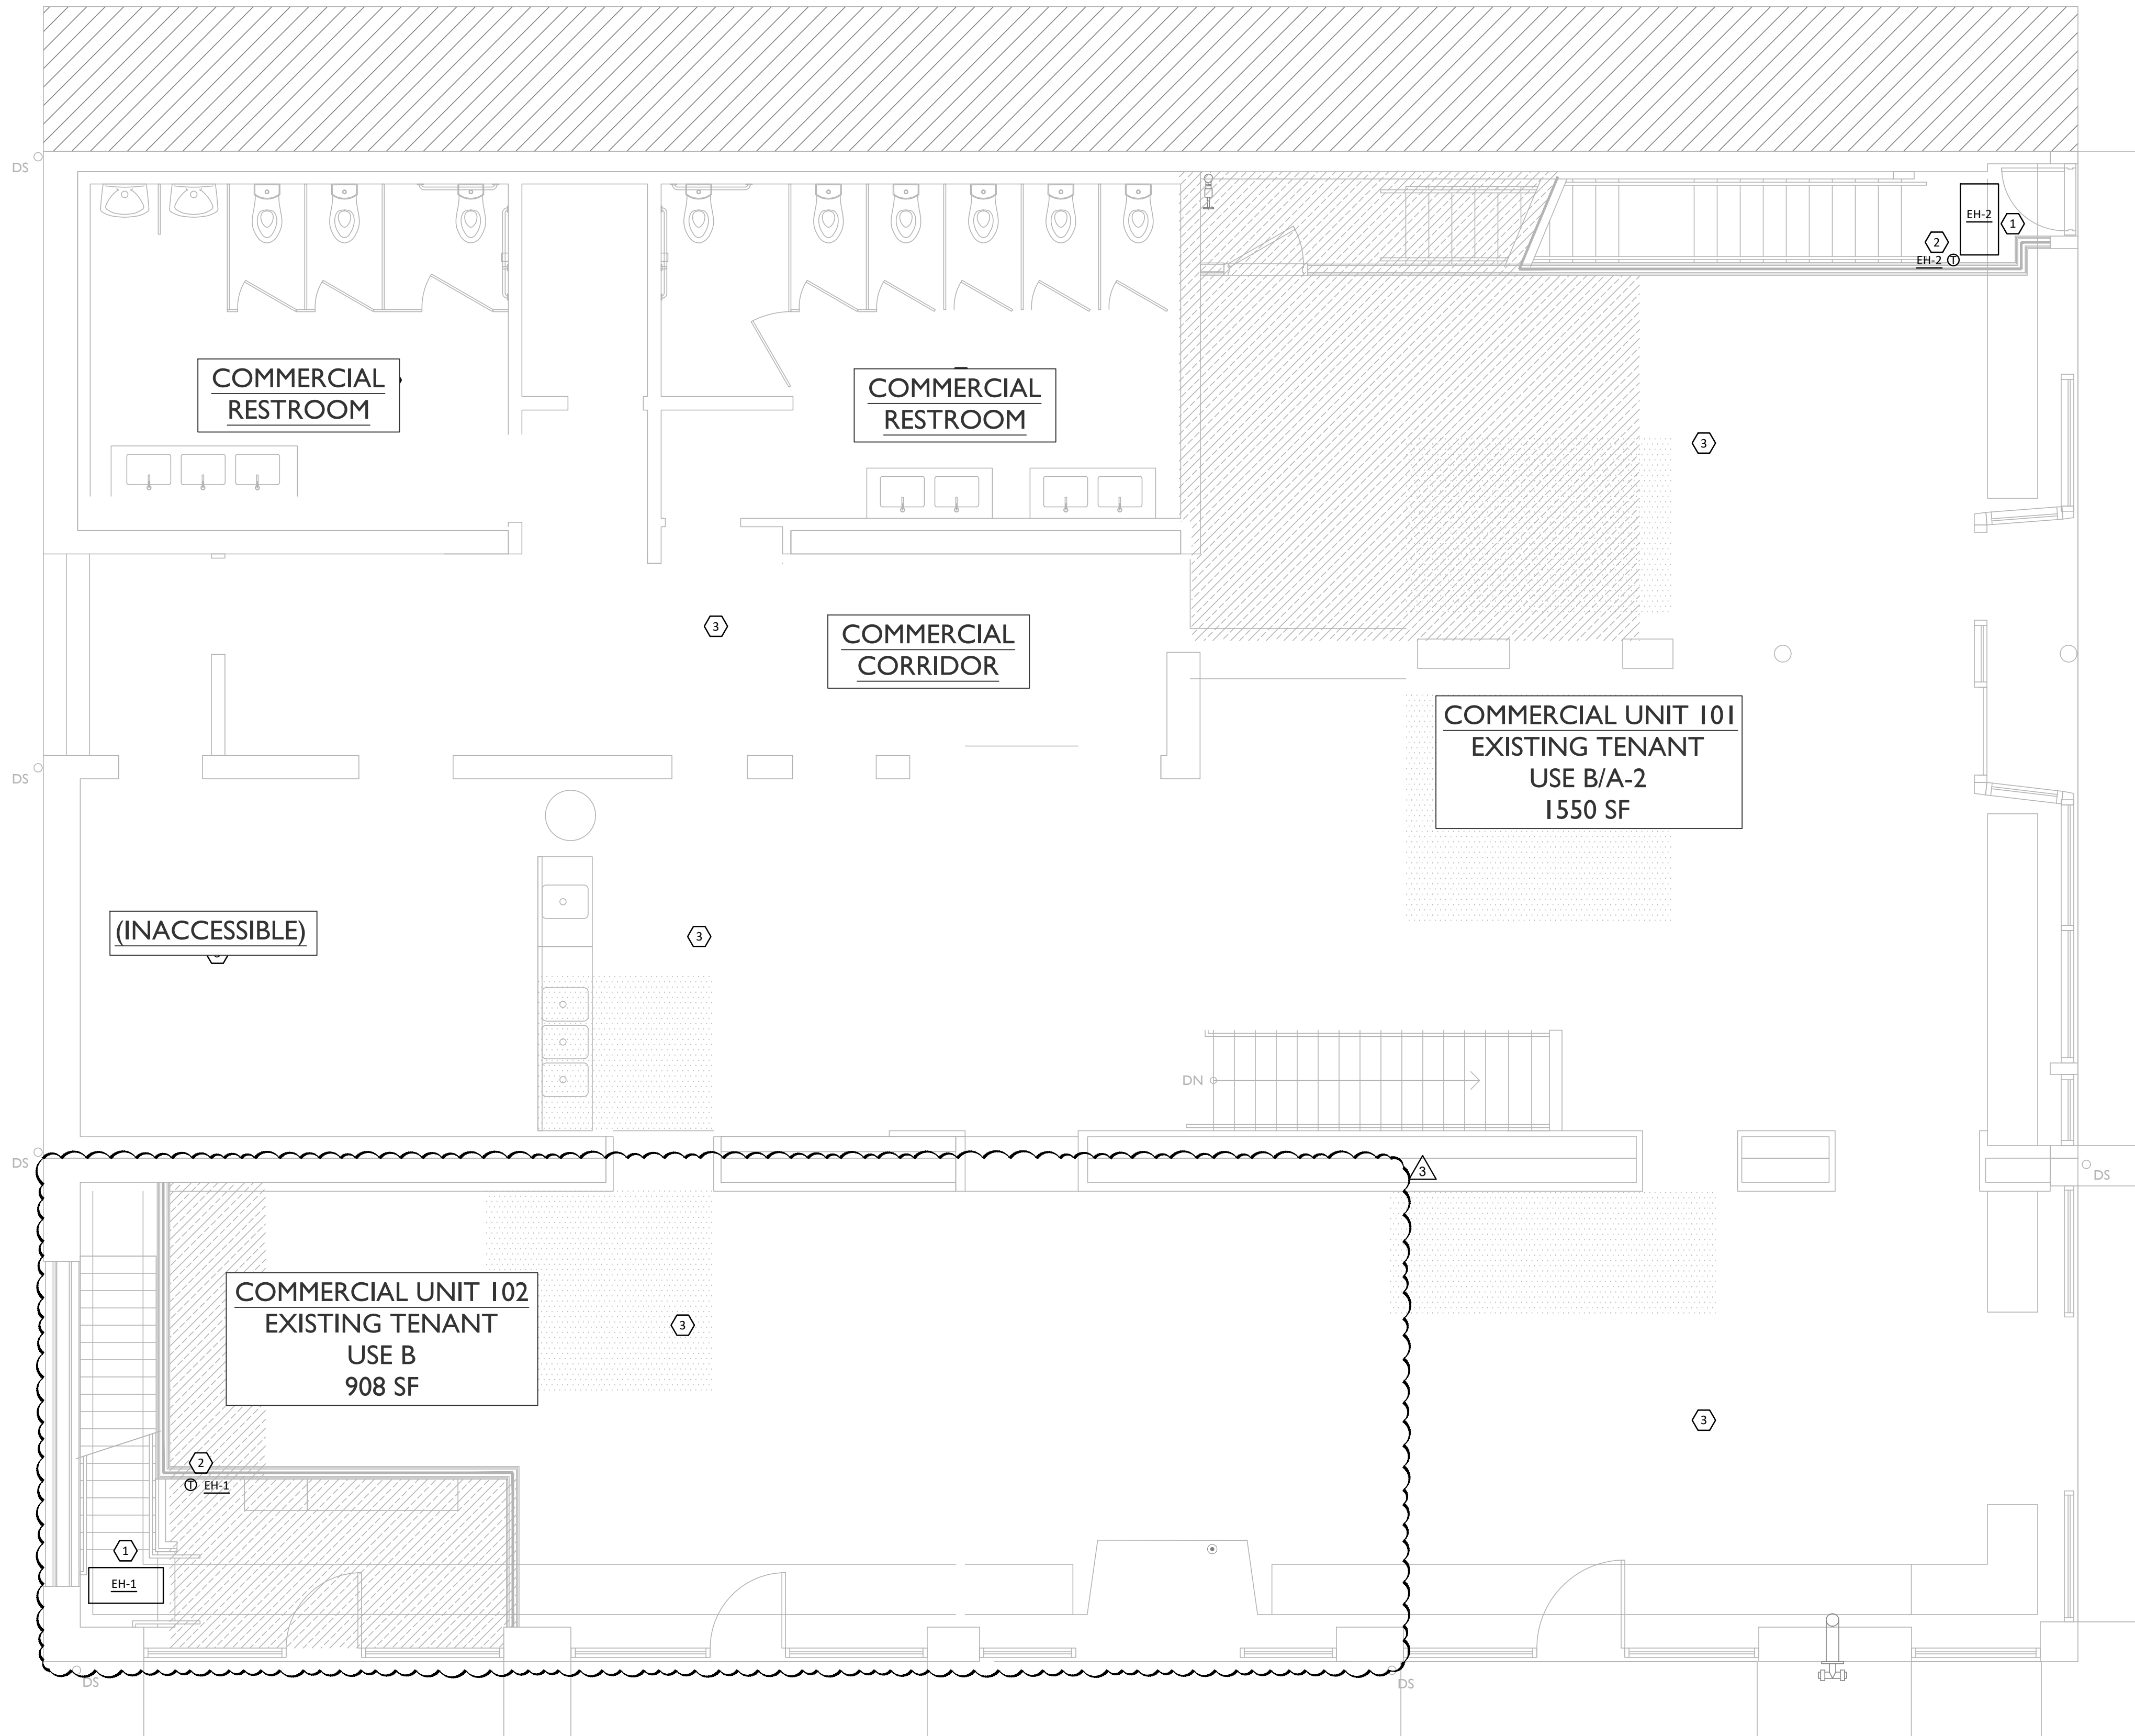 DS
EH-2
1
2
EH-2 T
COMMERCIAL
RESTROOM
COMMERCIAL
RESTROOM
3
3
COMMERCIAL
CORRIDOR
COMMERCIAL UNIT 101
EXISTING TENANT
USE B/A-2
1550 SF
DS
(INACCESSIBLE)
3
DN
DS
3
DS
COMMERCIAL UNIT 102
EXISTING TENANT
USE B
908 SF
3
3
2
T EH-1
1
EH-1
DS
DS